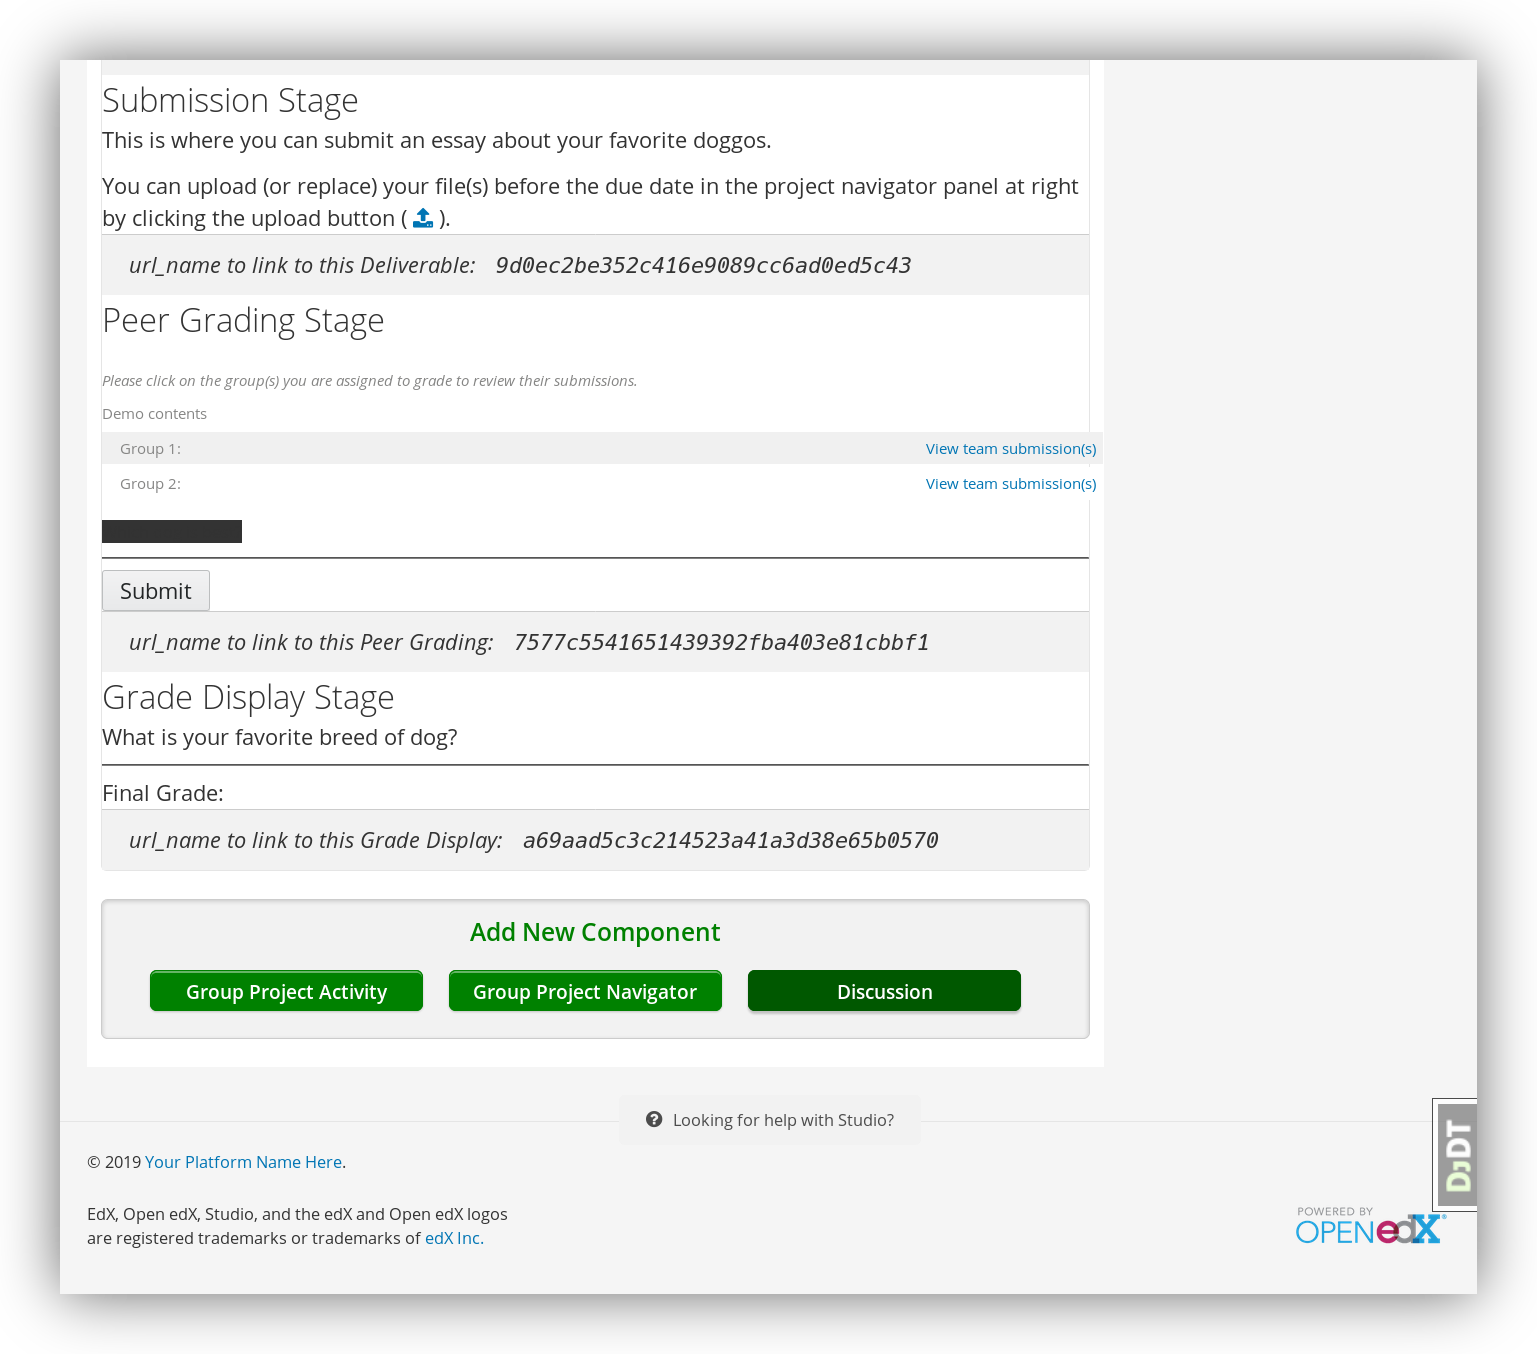 Submission Stage
This is where you can submit an essay about your favorite doggos.
You can upload (or replace) your file(s) before the due date in the project navigator panel at right
by clicking the upload button ( ).
url_name to link to this Deliverable: 9d0ec2be352c416e9089cc6ad0ed5c43
Peer Grading Stage
Please click on the group(s) you are assigned to grade to review their submissions.
Demo contents
Group 1: View team submission(s)
Group 2: View team submission(s)
Submit
url_name to link to this Peer Grading: 7577c5541651439392fba403e81cbbf1
Grade Display Stage
What is your favorite breed of dog?
Final Grade:
url_name to link to this Grade Display: a69aad5c3c214523a41a3d38e65b0570
Add New Component
Group Project Activity Group Project Navigator Discussion
Looking for help with Studio?
© 2019 Your Platform Name Here.
DjDT
EdX, Open edX, Studio, and the edX and Open edX logos
are registered trademarks or trademarks of edX Inc.
POWERED BY
OPEN edX®